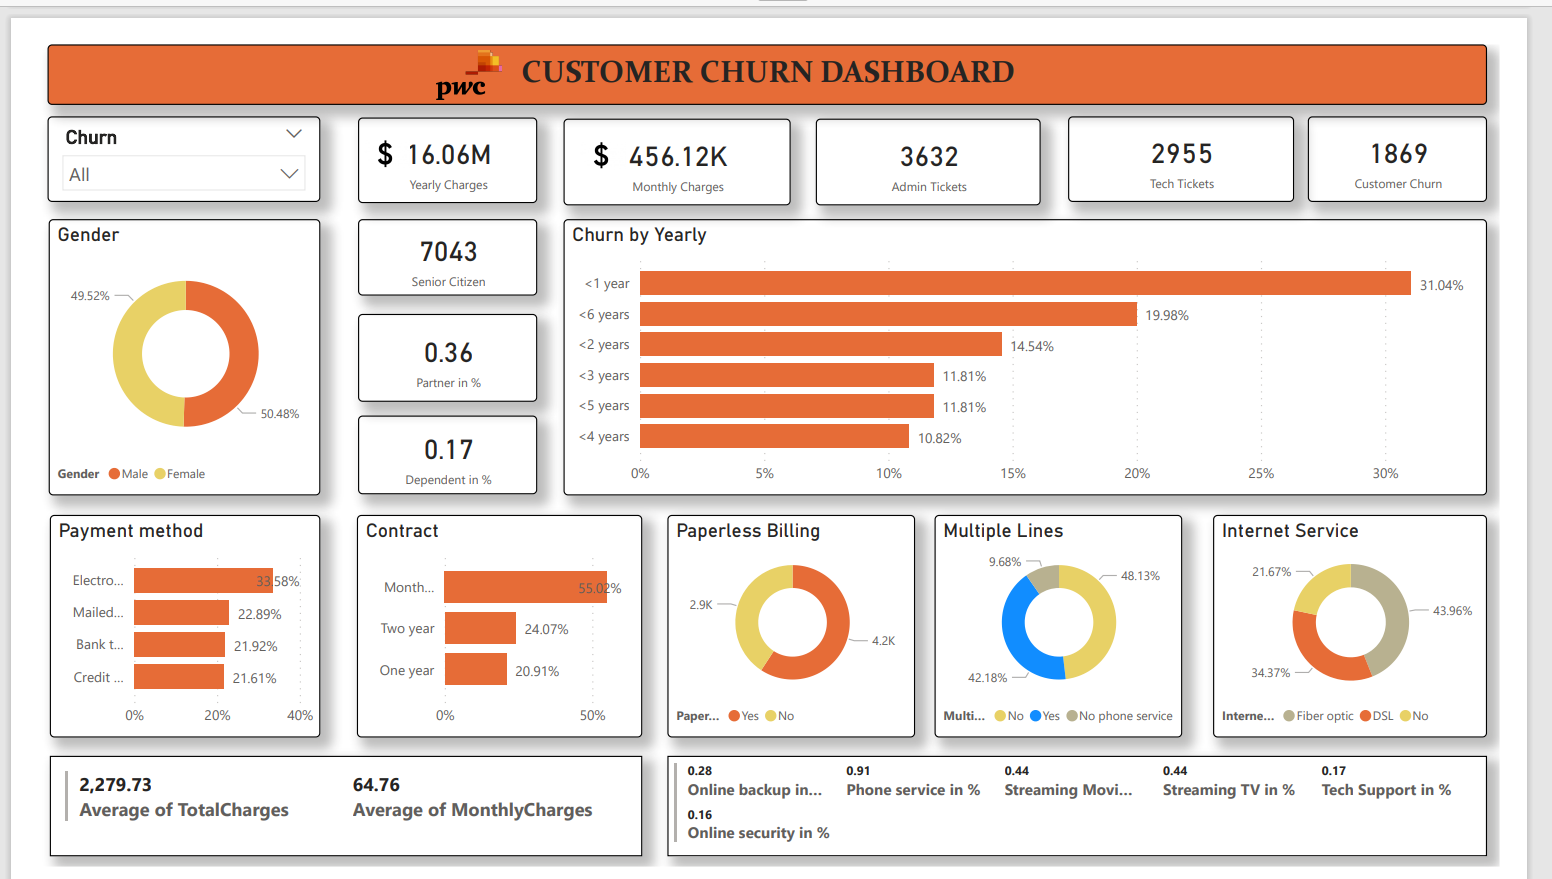 pwc
CUSTOMER CHURN DASHBOARD
Churn
All
$ 16.06M
Yearly Charges
$ 456.12K
Monthly Charges
3632
Admin Tickets
2955
Tech Tickets
1869
Customer Churn
Gender
49.52%
50.48%
Gender Male Female
7043
Senior Citizen
0.36
Partner in %
0.17
Dependent in %
Churn by Yearly
<1 year 31.04%
<6 years 19.98%
<2 years 14.54%
<3 years 11.81%
<5 years 11.81%
<4 years 10.82%
0% 5% 10% 15% 20% 25% 30%
Payment method
Electro... 33.58%
Mailed... 22.89%
Bank t... 21.92%
Credit ... 21.61%
0% 20% 40%
Contract
Month... 55.02%
Two year 24.07%
One year 20.91%
0% 50%
Paperless Billing
2.9K
4.2K
Paper... Yes No
Multiple Lines
9.68%
48.13%
42.18%
Multi... No Yes No phone service
Internet Service
21.67%
43.96%
34.37%
Interne... Fiber optic DSL No
2,279.73
Average of TotalCharges
64.76
Average of MonthlyCharges
0.28
Online backup in...
0.91
Phone service in %
0.44
Streaming Movi...
0.44
Streaming TV in %
0.17
Tech Support in %
0.16
Online security in %